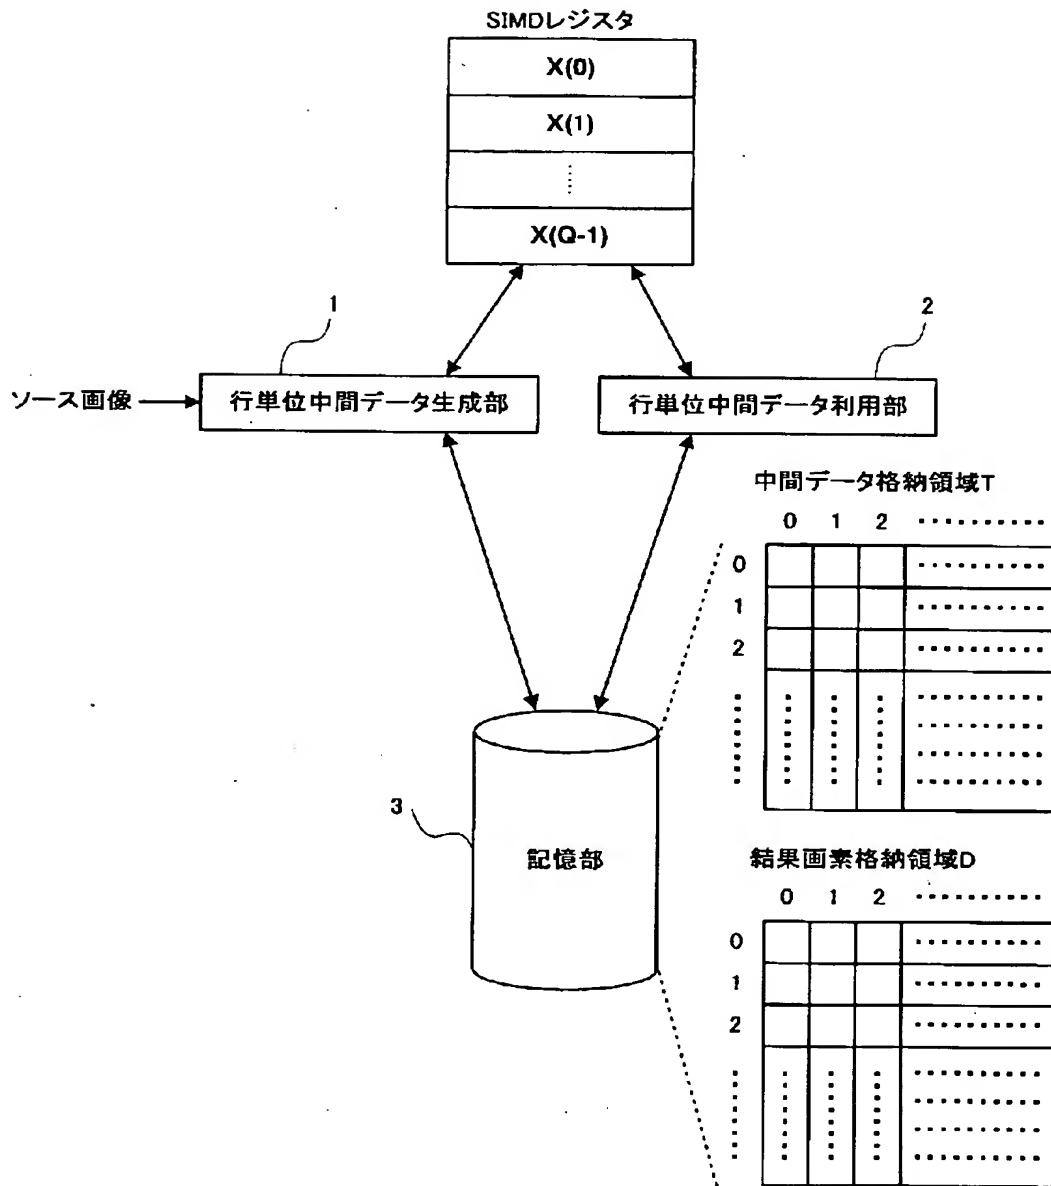 SIMDレジスタ
X(0)
X(1)
X(Q-1)
1
2
ソース画像
行単位中間データ生成部
行単位中間データ利用部
中間データ格納領域T
0 1 2
0
1
2
3
記憶部
結果画素格納領域D
0 1 2
0
1
2